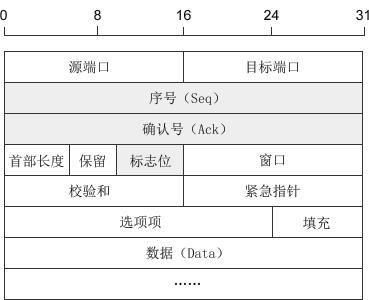 0 8 16 24 31
源端口 目标端口
序号（Seq）
确认号（Ack）
首部长度 保留 标志位 窗口
校验和 紧急指针
选项项 填充
数据（Data）
……